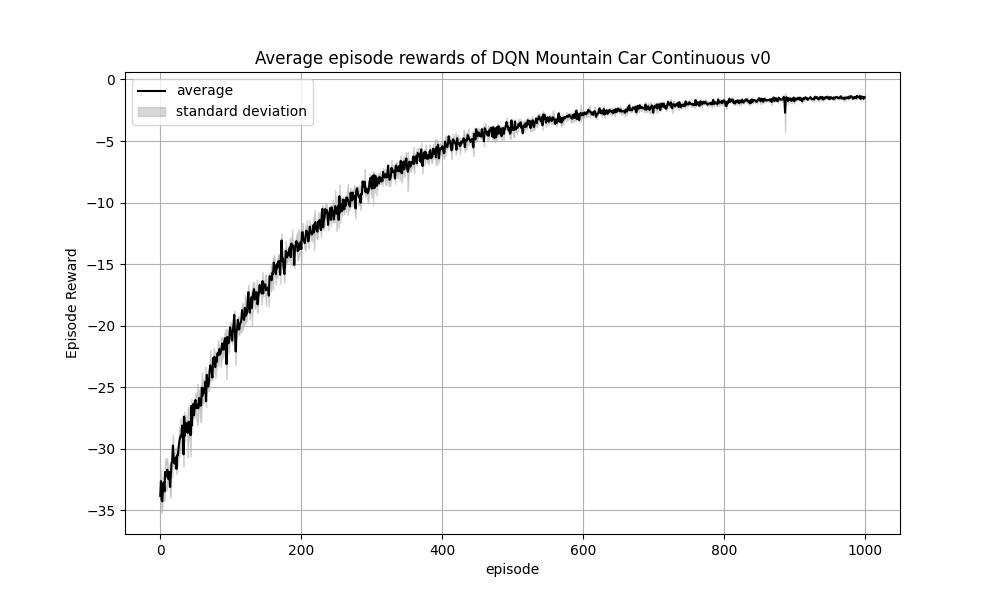 Average episode rewards of DQN Mountain Car Continuous v0
average
standard deviation
Episode Reward
0
−5
−10
−15
−20
−25
−30
−35
0
200
400
600
800
1000
episode